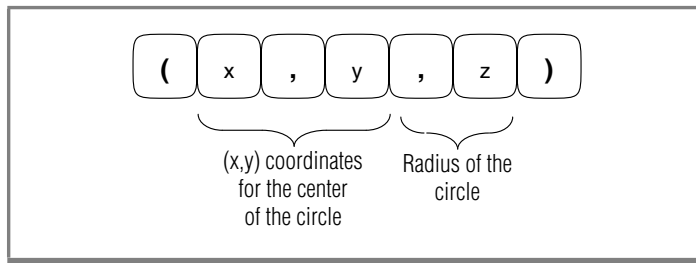 ( x , y , z )
(x,y) coordinates
for the center
of the circle
Radius of the
circle